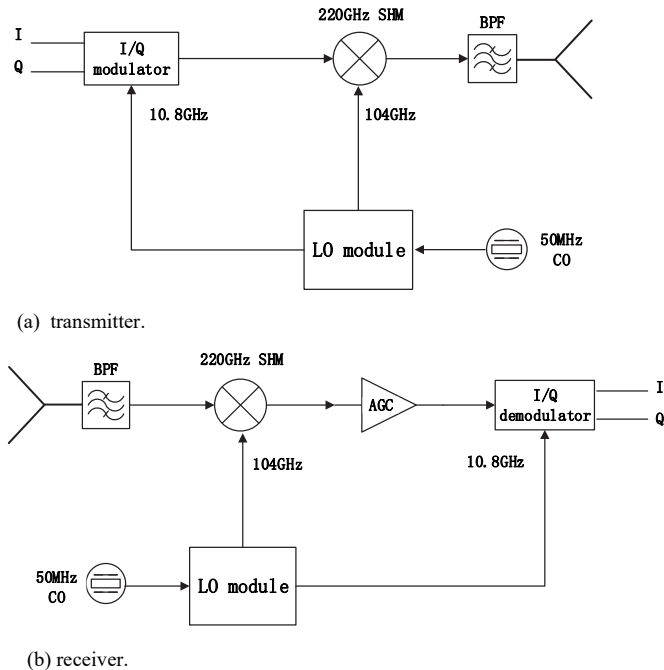 220GHz SHM
BPF
I
Q
I/Q
modulator
10.8GHz
104GHz
LO module
50MHz
CO
(a) transmitter.
BPF
220GHz SHM
AGC
I/Q
demodulator
I
Q
104GHz
10.8GHz
50MHz
CO
LO module
(b) receiver.